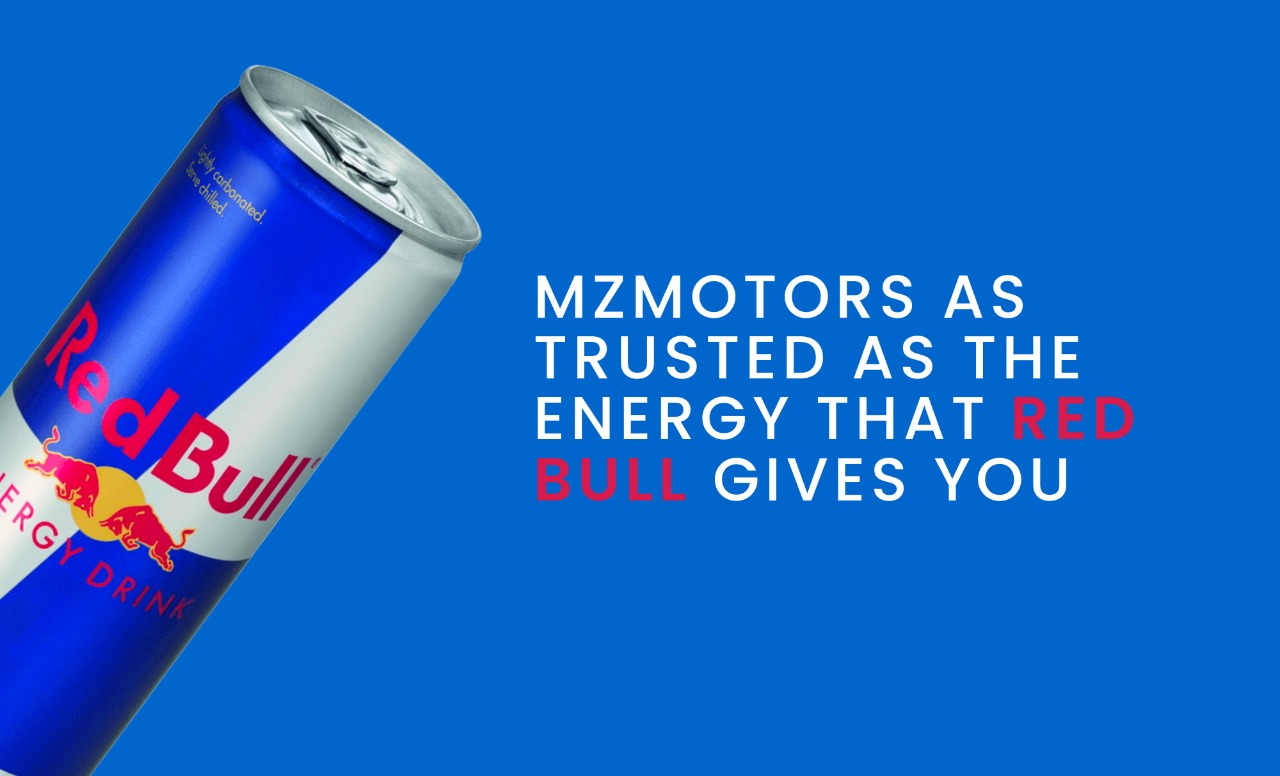 Lightly carbonated.
Serve chilled.
Red Bull
ENERGY DRINK
MZMOTORS AS
TRUSTED AS THE
ENERGY THAT RED
BULL GIVES YOU